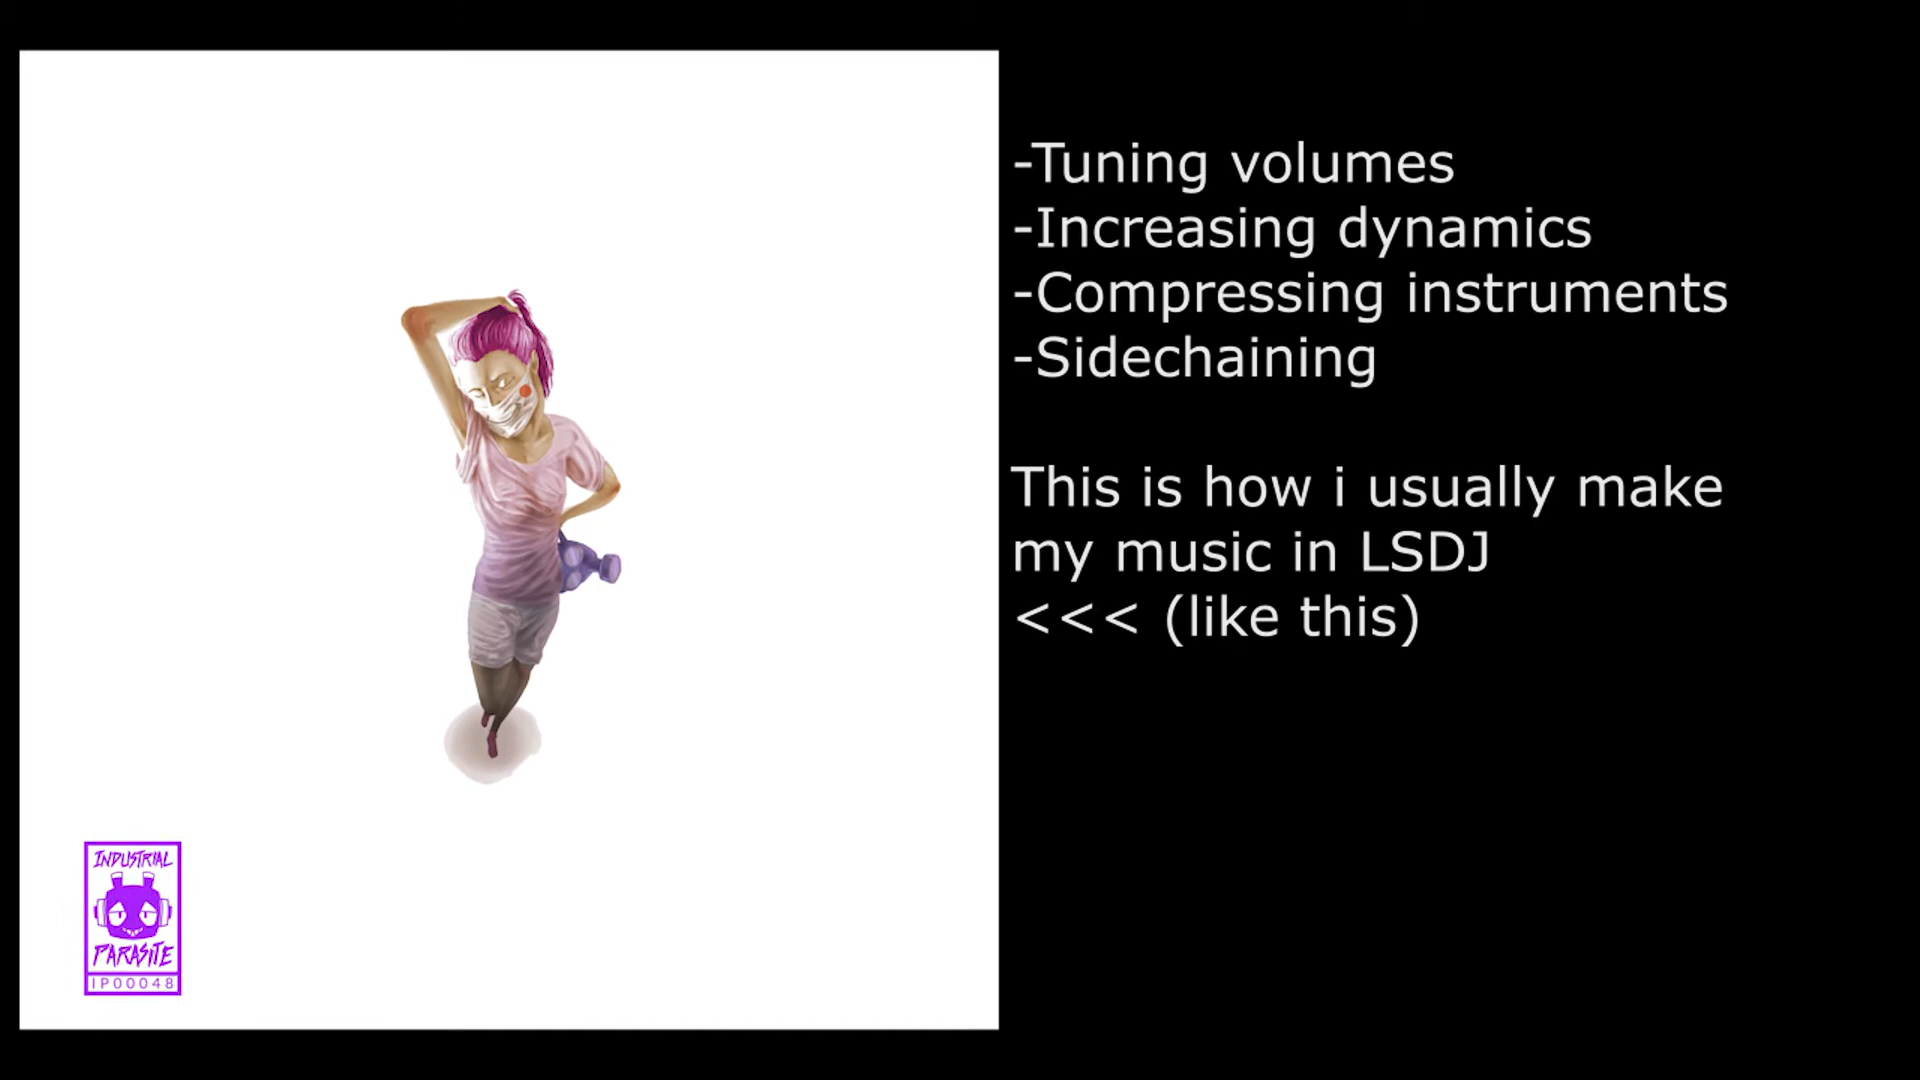 -Tuning volumes
-Increasing dynamics
-Compressing instruments
-Sidechaining
This is how i usually make
my music in LSDJ
<<< (like this)
INDUSTRIAL
PARASITE
IP00048